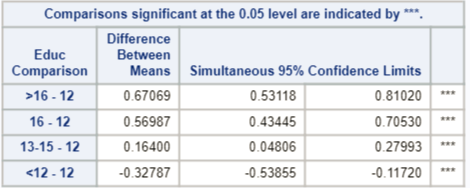 Comparisons significant at the 0.05 level are indicated by ***.
Educ Comparison Difference Between Means Simultaneous 95% Confidence Limits
>16 - 12 0.67069 0.53118 0.81020 ***
16 - 12 0.56987 0.43445 0.70530 ***
13-15 - 12 0.16400 0.04806 0.27993 ***
<12 - 12 -0.32787 -0.53855 -0.11720 ***